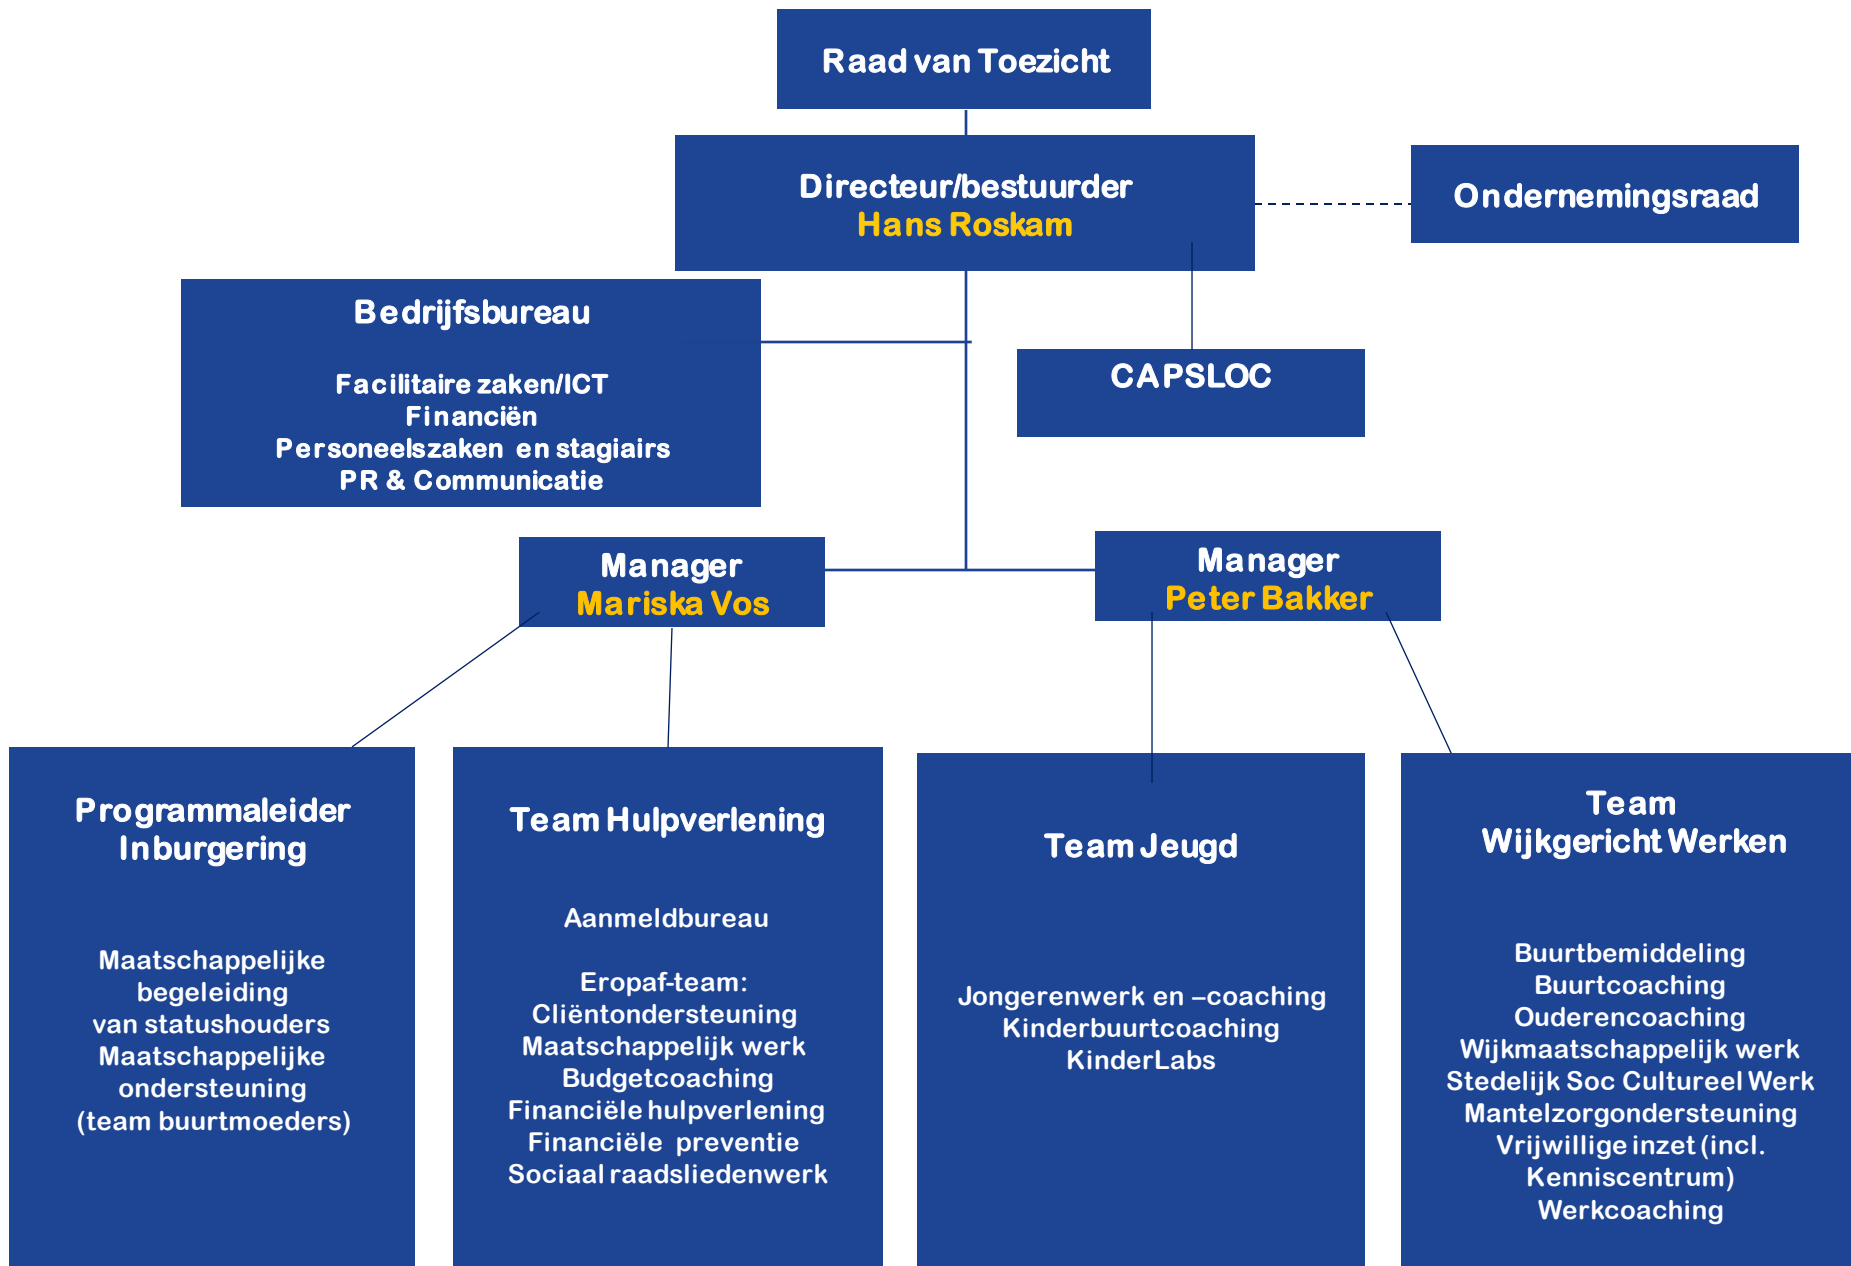 Raad van Toezicht
Directeur/bestuurder
Hans Roskam
Ondernemingsraad
Bedrijfsbureau
Facilitaire zaken/ICT
Financiën
Personeelszaken en stagiairs
PR & Communicatie
CAPSLOC
Manager
Mariska Vos
Manager
Peter Bakker
Programmaleider
Inburgering
Maatschappelijke
begeleiding
van statushouders
Maatschappelijke
ondersteuning
(team buurtmoeders)
Team Hulpverlening
Aanmeldbureau
Eropaf-team:
Cliëntondersteuning
Maatschappelijk werk
Budgetcoaching
Financiële hulpverlening
Financiële preventie
Sociaal raadsliedenwerk
Team Jeugd
Jongerenwerk en –coaching
Kinderbuurtcoaching
KinderLabs
Team
Wijkgericht Werken
Buurtbemiddeling
Buurtcoaching
Ouderencoaching
Wijkmaatschappelijk werk
Stedelijk Soc Cultureel Werk
Mantelzorgondersteuning
Vrijwillige inzet (incl.
Kenniscentrum)
Werkcoaching